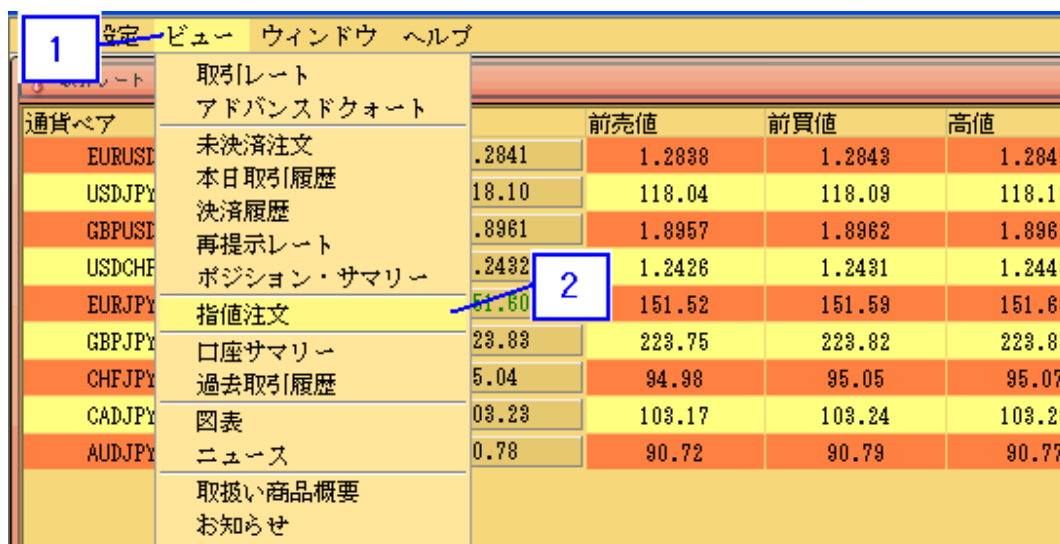 1
設定 ビュー ウィンドウ ヘルプ
取引レート
取引レート
アドバンスドクォート
未決済注文
本日取引履歴
決済履歴
再提示レート
ポジション・サマリー
指値注文
口座サマリー
過去取引履歴
図表
ニュース
取扱い商品概要
お知らせ
2
通貨ペア 前売値 前買値 高値
EURUSD .2841 1.2838 1.2843 1.284
USDJPY 18.10 118.04 118.09 118.1
GBPUSD .8961 1.8957 1.8962 1.896
USDCHF .2432 1.2426 1.2431 1.244
EURJPY 51.60 151.52 151.59 151.6
GBPJPY 23.83 223.75 223.82 223.8
CHFJPY 5.04 94.98 95.05 95.07
CADJPY 03.23 103.17 103.24 103.2
AUDJPY 0.78 90.72 90.79 90.77